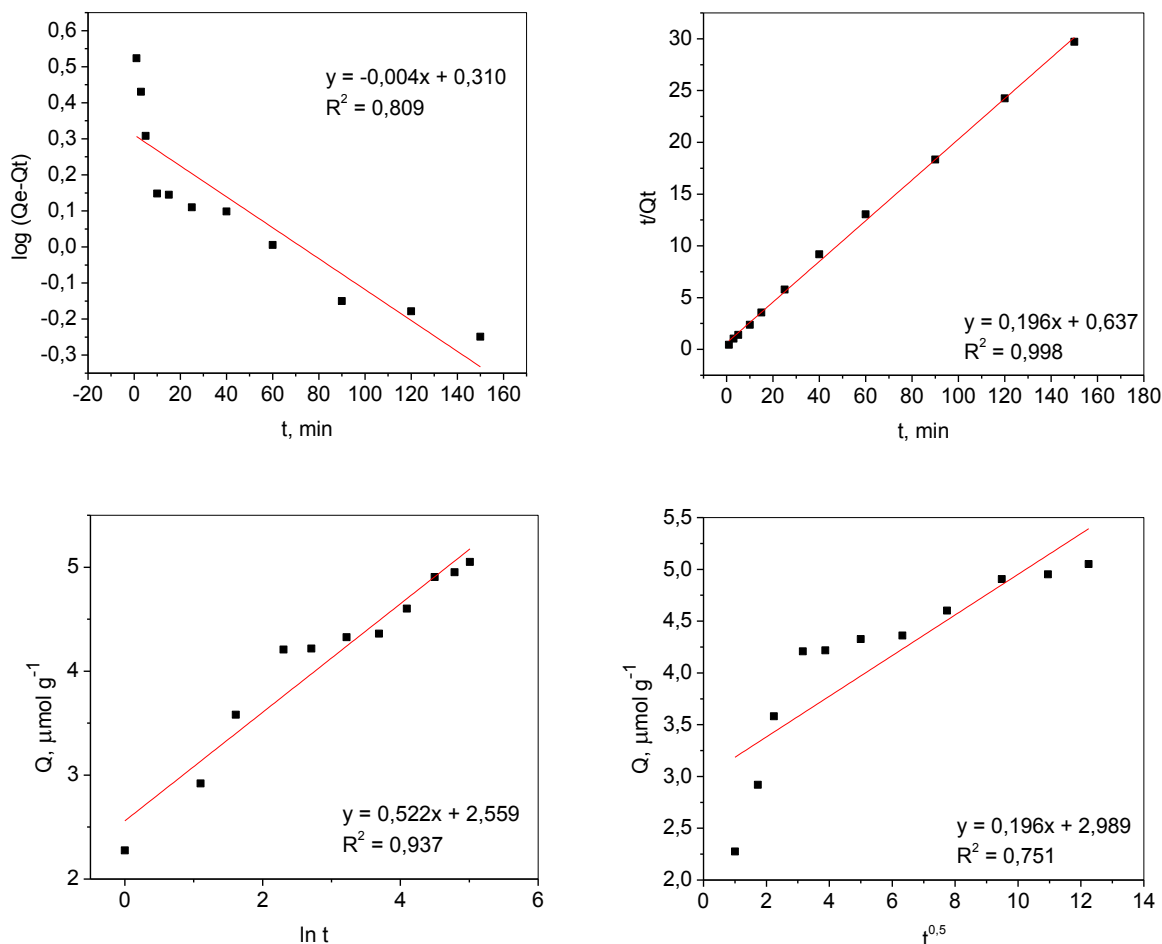 0,6
0,5
0,4
0,3
0,2
0,1
0,0
-0,1
-0,2
-0,3
log (Qe-Qt)
y = -0,004x + 0,310
R² = 0,809
-20 0 20 40 60 80 100 120 140 160
t, min
30
25
20
15
10
5
0
t/Qt
y = 0,196x + 0,637
R² = 0,998
0 20 40 60 80 100 120 140 160 180
t, min
5
4
3
2
Q, μmol g⁻¹
y = 0,522x + 2,559
R² = 0,937
0 2 4 6
ln t
5,5
5,0
4,5
4,0
3,5
3,0
2,5
2,0
Q, μmol g⁻¹
y = 0,196x + 2,989
R² = 0,751
0 2 4 6 8 10 12 14
t⁰,⁵